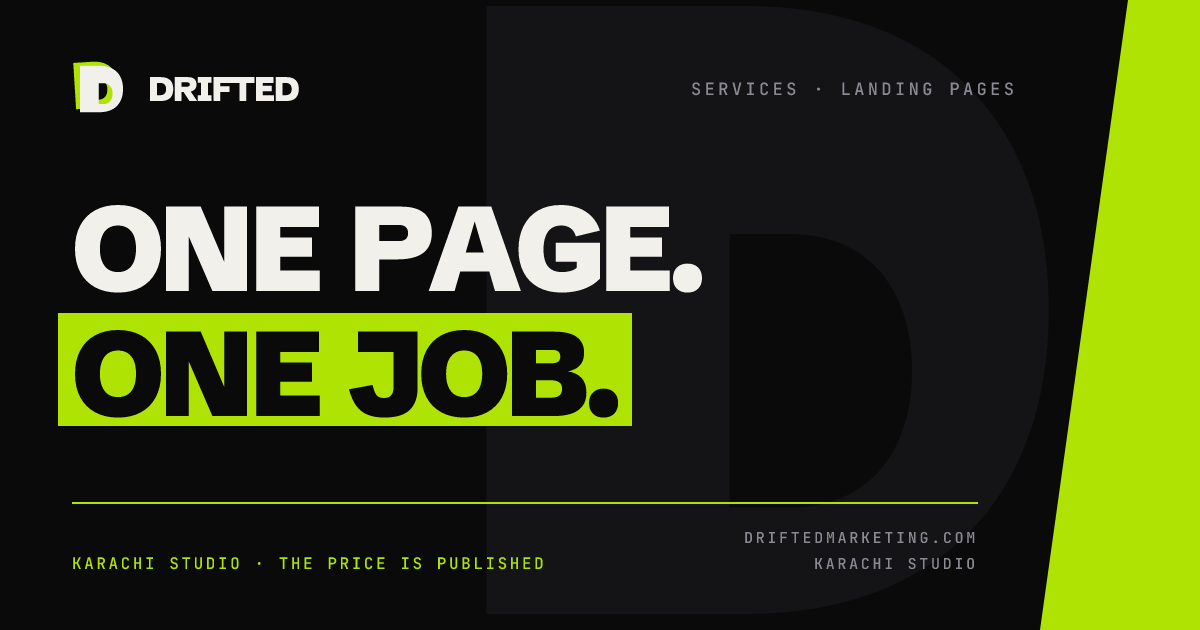 D DRIFTED
SERVICES · LANDING PAGES
ONE PAGE.
ONE JOB.
DRIFTEDMARKETING.COM
KARACHI STUDIO · THE PRICE IS PUBLISHED
KARACHI STUDIO